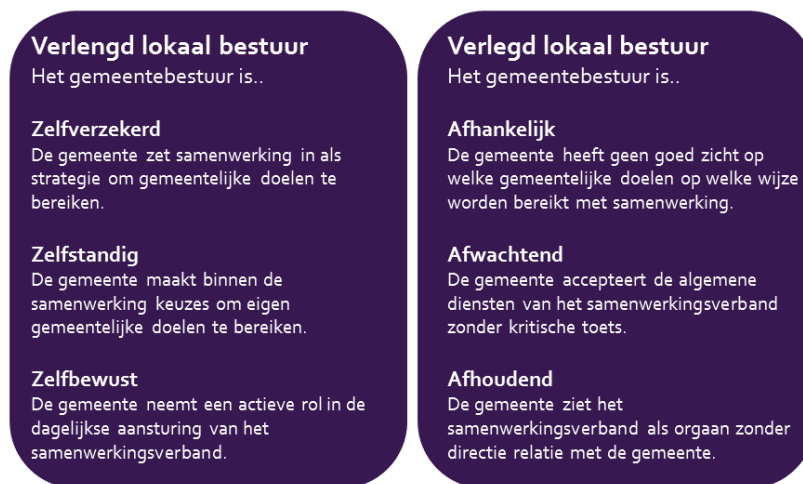 Verlengd lokaal bestuur
Het gemeentebestuur is..
Zelfverzekerd
De gemeente zet samenwerking in als
strategie om gemeentelijke doelen te
bereiken.
Zelfstandig
De gemeente maakt binnen de
samenwerking keuzes om eigen
gemeentelijke doelen te bereiken.
Zelfbewust
De gemeente neemt een actieve rol in de
dagelijkse aansturing van het
samenwerkingsverband.
Verlegd lokaal bestuur
Het gemeentebestuur is..
Afhankelijk
De gemeente heeft geen goed zicht op
welke gemeentelijke doelen op welke wijze
worden bereikt met samenwerking.
Afwachtend
De gemeente accepteert de algemene
diensten van het samenwerkingsverband
zonder kritische toets.
Afhoudend
De gemeente ziet het
samenwerkingsverband als orgaan zonder
directie relatie met de gemeente.